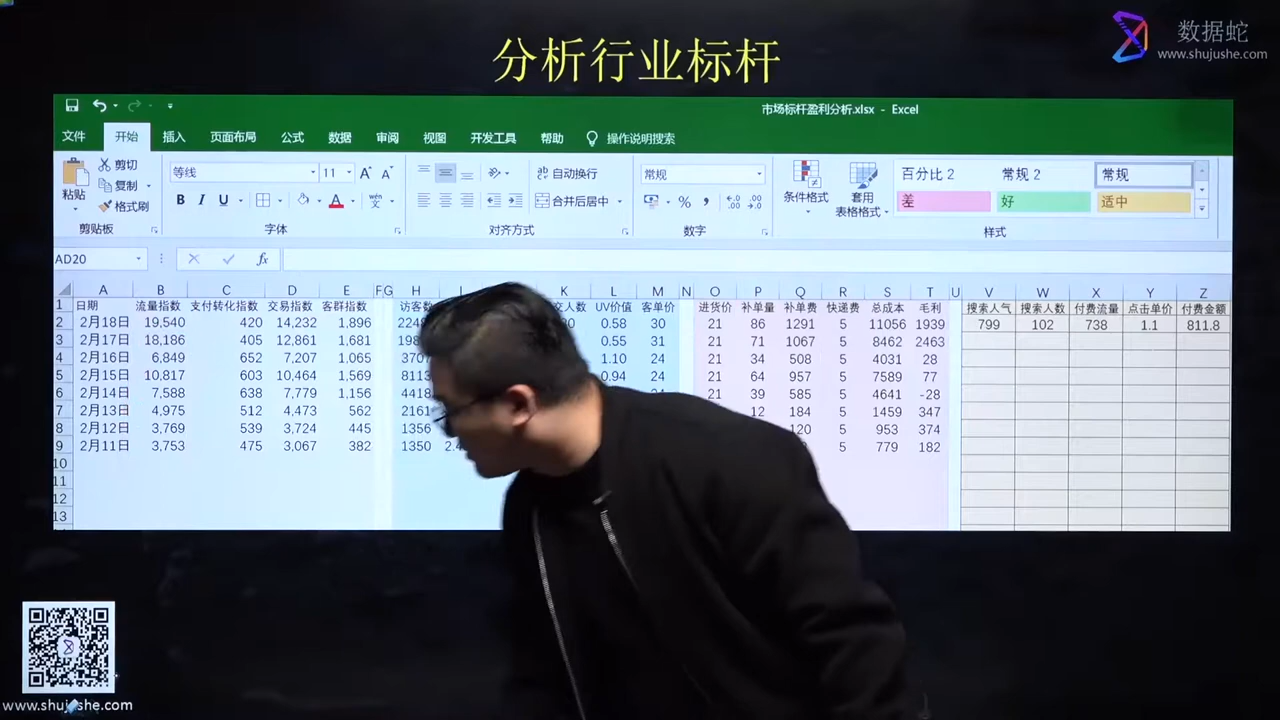 分析行业标杆
数据蛇
www.shujushe.com
市场标杆盈利分析.xlsx - Excel
文件 开始 插入 页面布局 公式 数据 审阅 视图 开发工具 帮助 操作说明搜索
粘贴 剪切 复制 格式刷 剪贴板
等线 11 A A
B I U A wén 文 字体
ab 自动换行
合并后居中 对齐方式
常规
% , 数字
条件格式 套用表格格式
百分比 2 常规 2 常规
差 好 适中
样式
AD20 fx
A B C D E F G H K L M N O P Q R S T U V W X Y Z
1 日期 流量指数 支付转化指数 交易指数 客群指数 访客数 交人数 UV价值 客单价 进货价 补单量 补单费 快递费 总成本 毛利 搜索人气 搜索人数 付费流量 点击单价 付费金额
2 2月18日 19,540 420 14,232 1,896 0.58 30 21 86 1291 5 11056 1939 799 102 738 1.1 811.8
3 2月17日 18,186 405 12,861 1,681 0.55 31 21 71 1067 5 8462 2463
4 2月16日 6,849 652 7,207 1,065 1.10 24 21 34 508 5 4031 28
5 2月15日 10,817 603 10,464 1,569 8113 0.94 24 21 64 957 5 7589 77
6 2月14日 7,588 638 7,779 1,156 4418 21 39 585 5 4641 -28
7 2月13日 4,975 512 4,473 562 2161 12 184 5 1459 347
8 2月12日 3,769 539 3,724 445 1356 120 5 953 374
9 2月11日 3,753 475 3,067 382 1350 5 779 182
10
11
12
13
www.shujushe.com